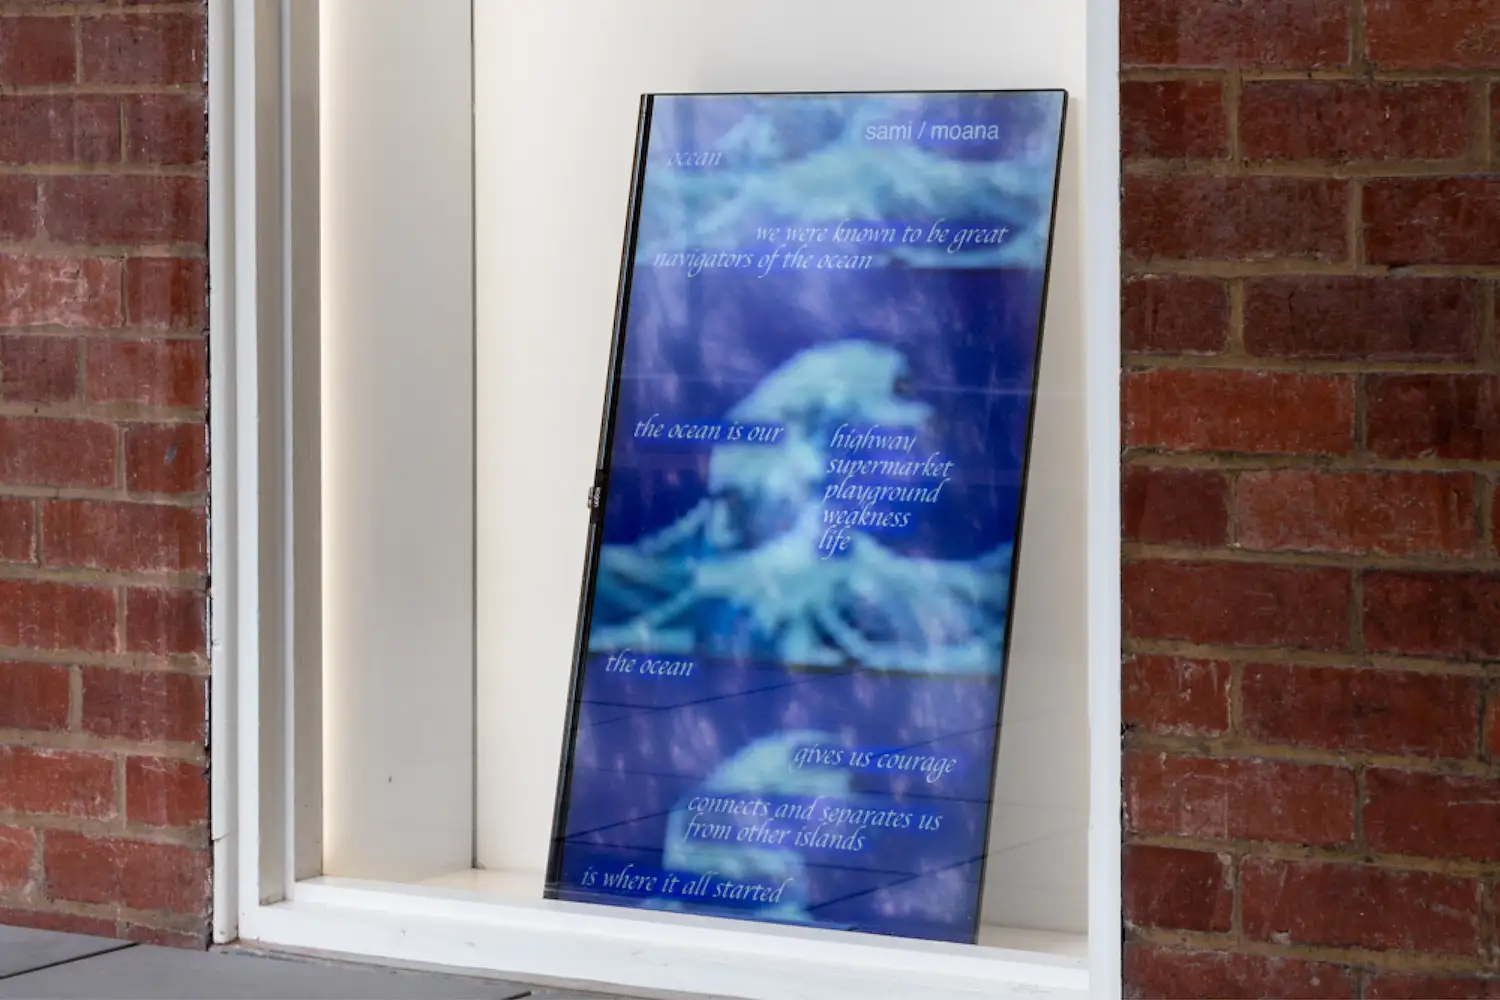 sami / moana
ocean
we were known to be great
navigators of the ocean
the ocean is our
highway
supermarket
playground
weakness
life
the ocean
gives us courage
connects and separates us
from other islands
is where it all started